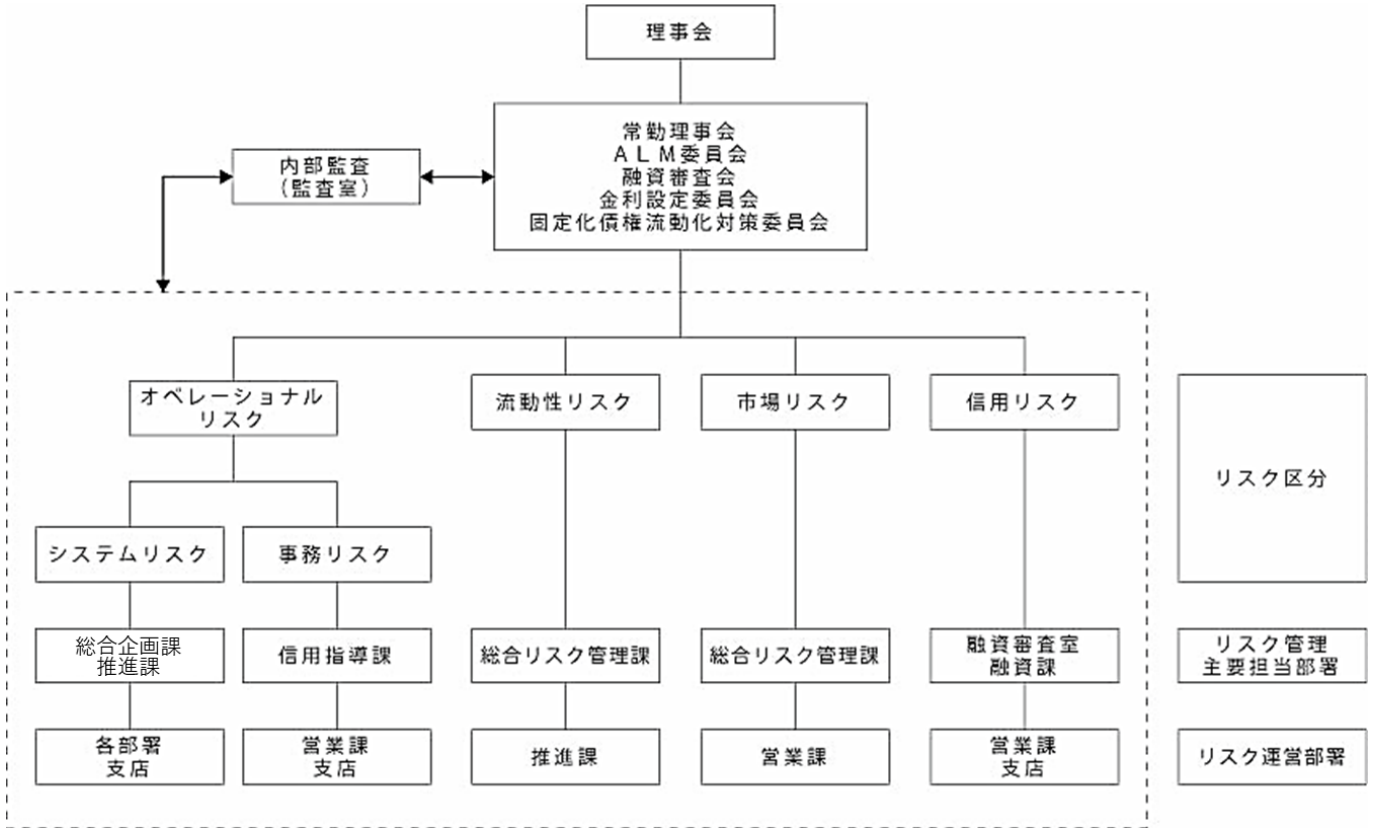 理事会
常勤理事会
ＡＬＭ委員会
融資審査会
金利設定委員会
固定化債権流動化対策委員会
内部監査
（監査室）
オペレーショナル
リスク
流動性リスク
市場リスク
信用リスク
リスク区分
システムリスク
事務リスク
総合企画課
推進課
信用指導課
総合リスク管理課
総合リスク管理課
融資審査室
融資課
リスク管理
主要担当部署
各部署
支店
営業課
支店
推進課
営業課
営業課
支店
リスク運営部署